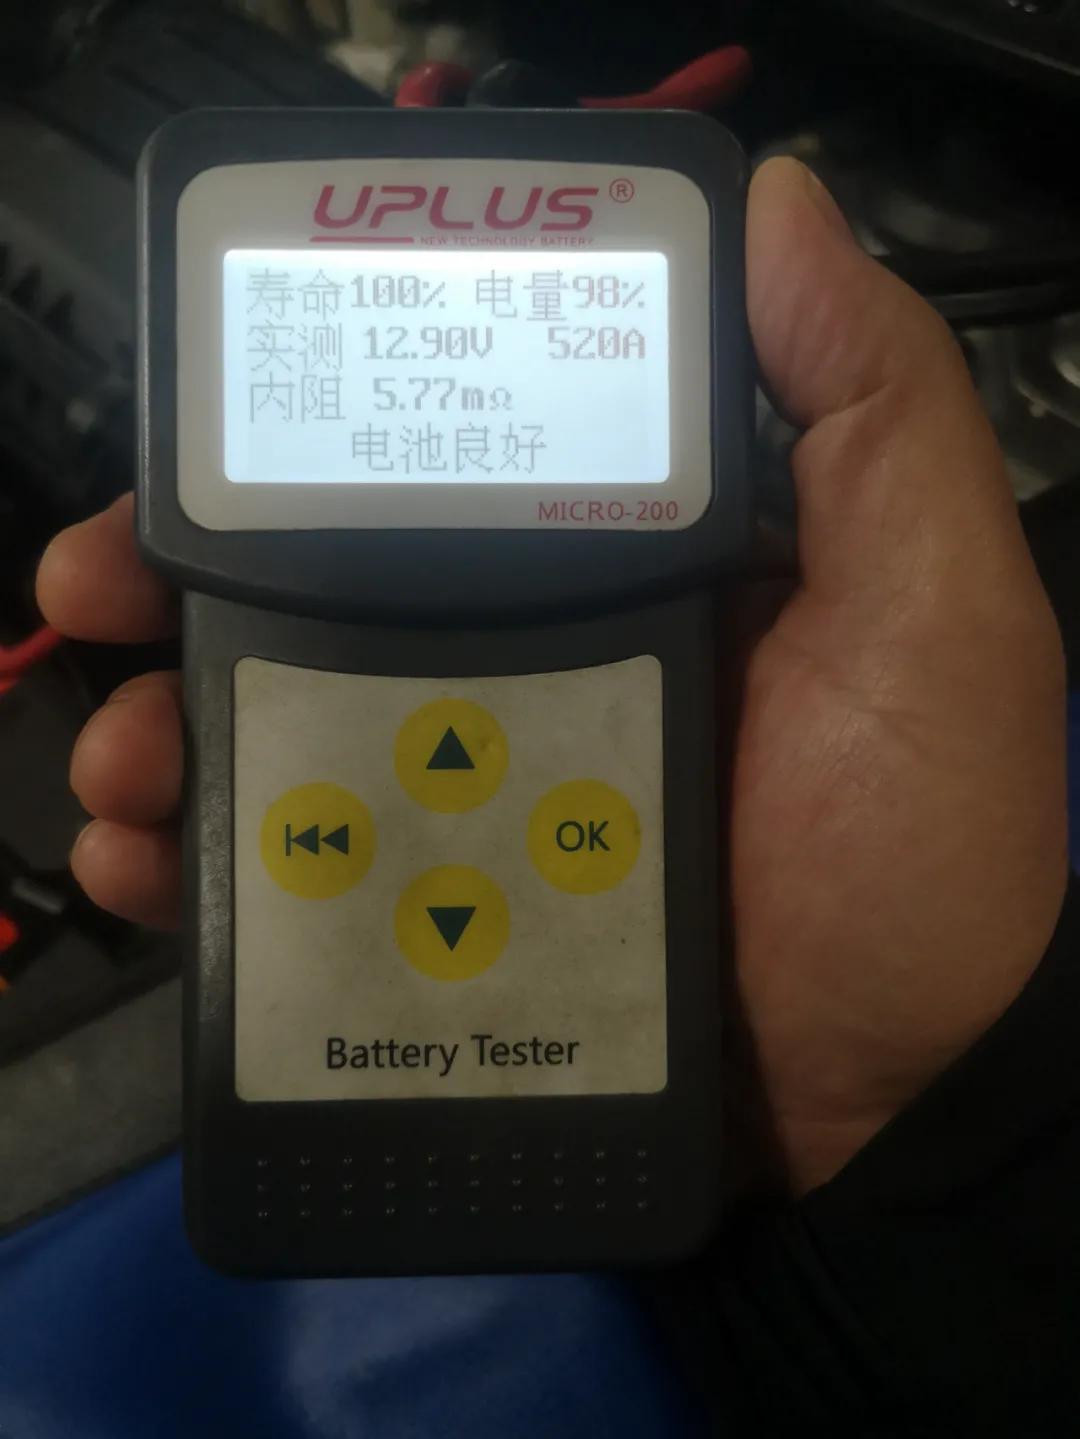 UPLUS®
NEW TECHNOLOGY BATTERY
寿命100% 电量98%
实测 12.90V 520A
内阻 5.77mΩ
电池良好
MICRO-200
OK
Battery Tester